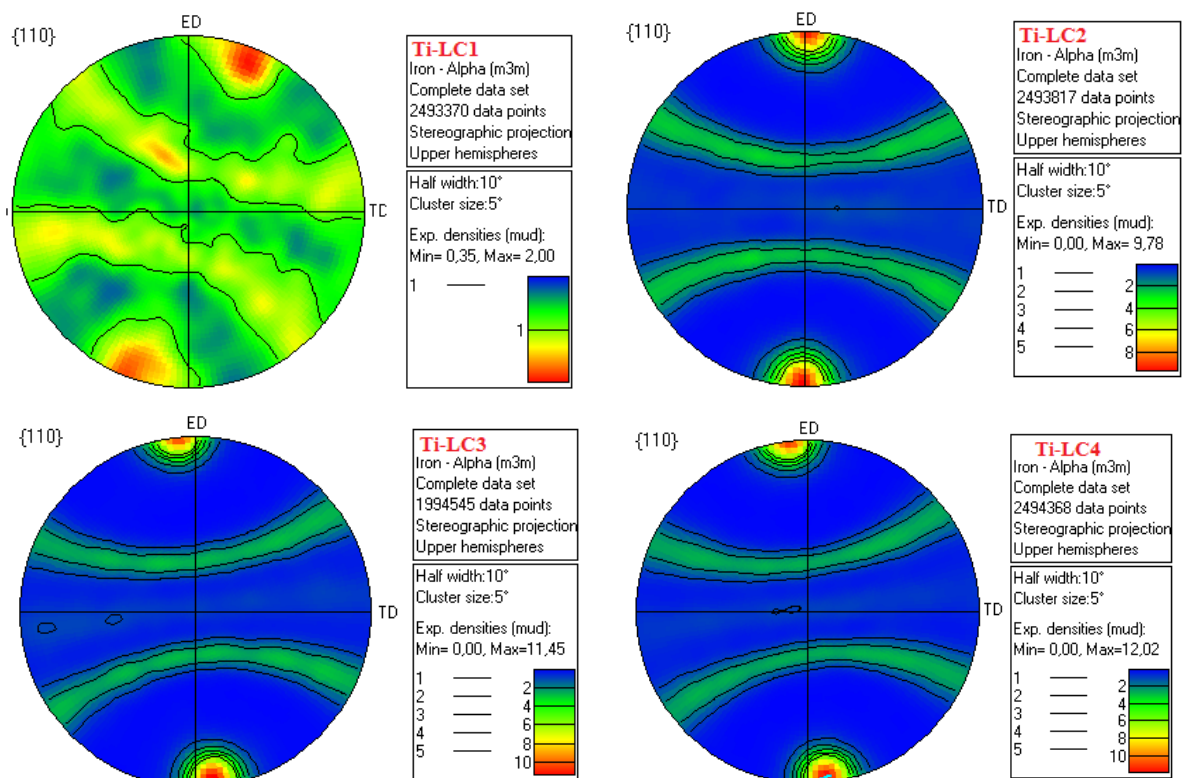 {110}
ED
TD
Ti-LC1
Iron - Alpha (m3m)
Complete data set
2493370 data points
Stereographic projection
Upper hemispheres
Half width:10°
Cluster size:5°
Exp. densities (mud):
Min= 0,35, Max= 2,00
1
1
{110}
ED
TD
Ti-LC2
Iron - Alpha (m3m)
Complete data set
2493817 data points
Stereographic projection
Upper hemispheres
Half width:10°
Cluster size:5°
Exp. densities (mud):
Min= 0,00, Max= 9,78
1
2
3
4
5
2
4
6
8
{110}
ED
TD
Ti-LC3
Iron - Alpha (m3m)
Complete data set
1994545 data points
Stereographic projection
Upper hemispheres
Half width:10°
Cluster size:5°
Exp. densities (mud):
Min= 0,00, Max=11,45
1
2
3
4
5
2
4
6
8
10
{110}
ED
TD
Ti-LC4
Iron - Alpha (m3m)
Complete data set
2494368 data points
Stereographic projection
Upper hemispheres
Half width:10°
Cluster size:5°
Exp. densities (mud):
Min= 0,00, Max=12,02
1
2
3
4
5
2
4
6
8
10